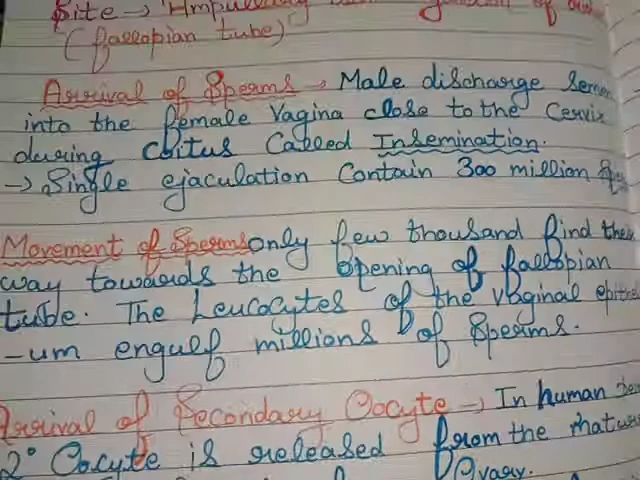 Site → Ampullary
(fallopian tube)
Arrival of Sperms → Male discharge Semen
into the female Vagina close to the Cervix
during Coitus Called Insemination.
→ Single ejaculation Contain 300 million
Movement of Sperms only few thousand find their
way towards the opening of fallopian
tube. The Leucocytes of the vaginal epitheli
-um engulf millions of Sperms.
Arrival of Secondary Oocyte → In human
2° Oocyte is released from the mature
Ovary.